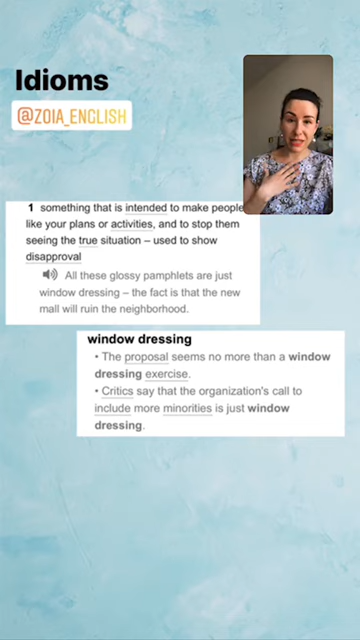 Idioms
@ZOIA_ENGLISH
1 something that is intended to make people
like your plans or activities, and to stop them
seeing the true situation – used to show
disapproval
All these glossy pamphlets are just
window dressing – the fact is that the new
mall will ruin the neighborhood.
window dressing
• The proposal seems no more than a window
dressing exercise.
• Critics say that the organization's call to
include more minorities is just window
dressing.